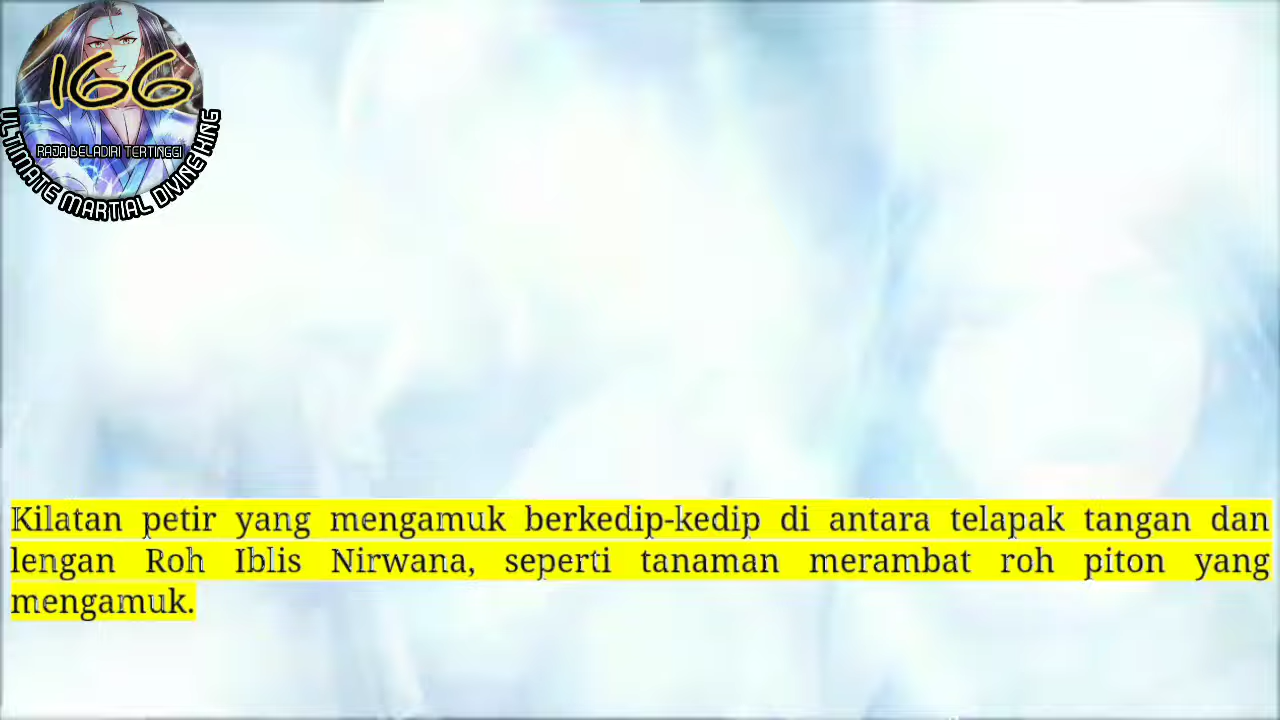 166
RAJA BELADIRI TERTINGGI
ULTIMATE MARTIAL DIVINE KING
Kilatan petir yang mengamuk berkedip-kedip di antara telapak tangan dan
lengan Roh Iblis Nirwana, seperti tanaman merambat roh piton yang
mengamuk.